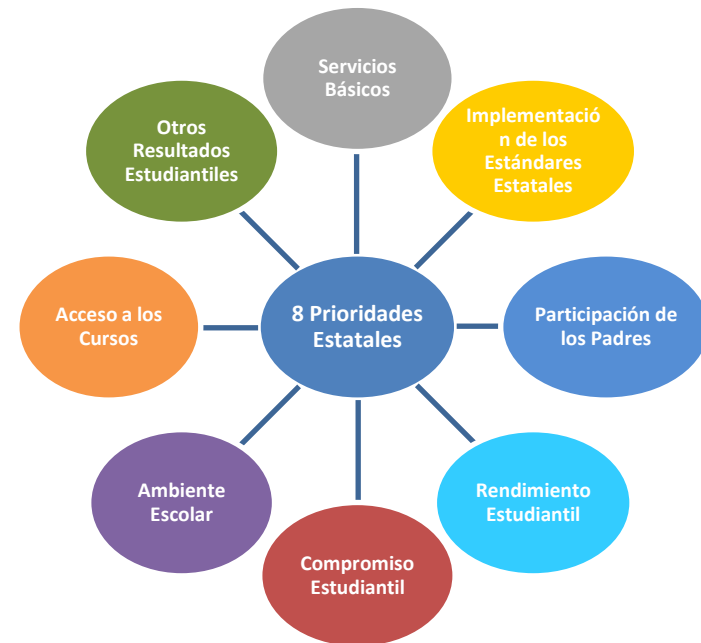 Servicios
Básicos
Implementació
n de los
Estándares
Estatales
Participación de
los Padres
Rendimiento
Estudiantil
Compromiso
Estudiantil
Ambiente
Escolar
Acceso a los
Cursos
Otros
Resultados
Estudiantiles
8 Prioridades
Estatales